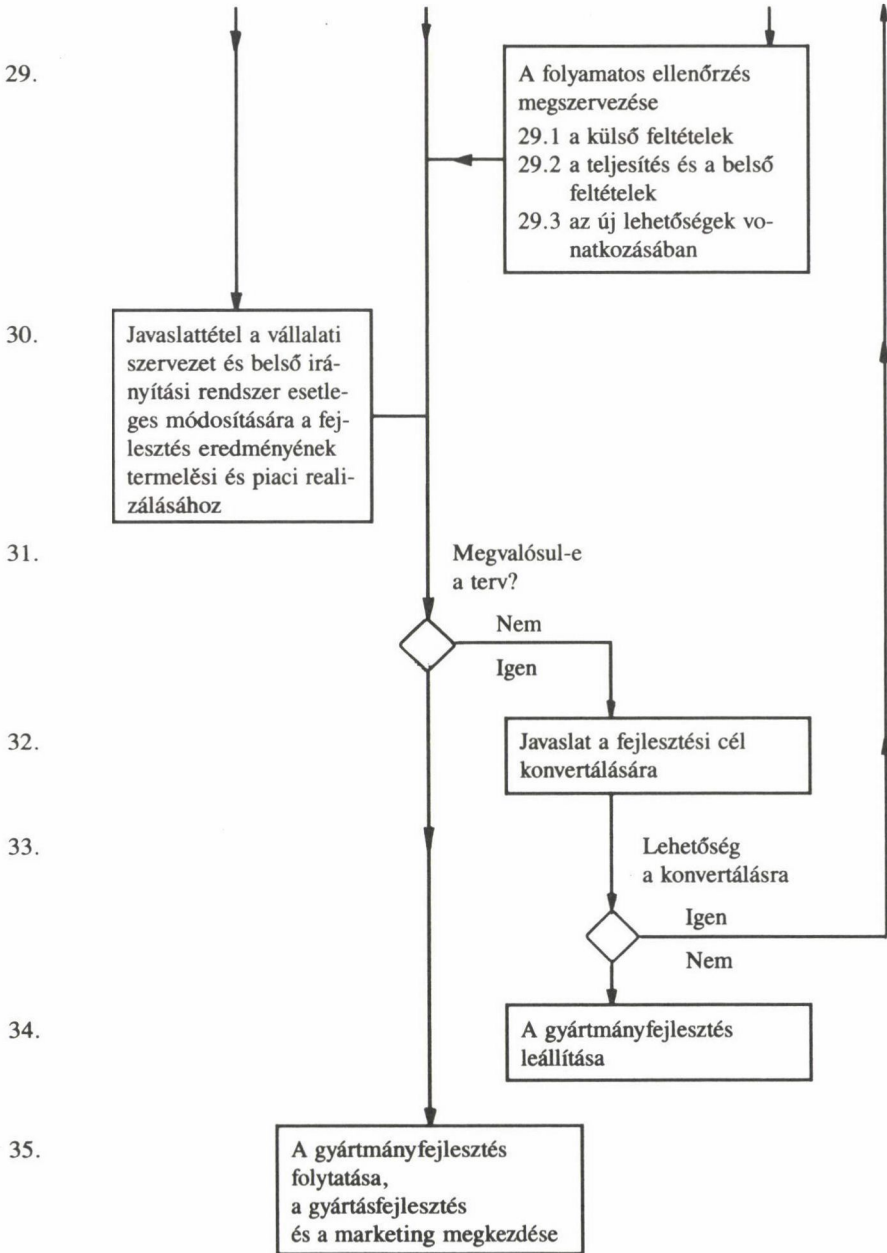 29.
A folyamatos ellenőrzés
megszervezése
29.1 a külső feltételek
29.2 a teljesítés és a belső
feltételek
29.3 az új lehetőségek vo-
natkozásában
30.
Javaslattétel a vállalati
szervezet és belső irá-
nyítási rendszer esetle-
ges módosítására a fej-
lesztés eredményének
termelési és piaci reali-
zálásához
31.
Megvalósul-e
a terv?
Nem
Igen
32.
Javaslat a fejlesztési cél
konvertálására
33.
Lehetőség
a konvertálásra
Igen
Nem
34.
A gyártmányfejlesztés
leállítása
35.
A gyártmányfejlesztés
folytatása,
a gyártásfejlesztés
és a marketing megkezdése